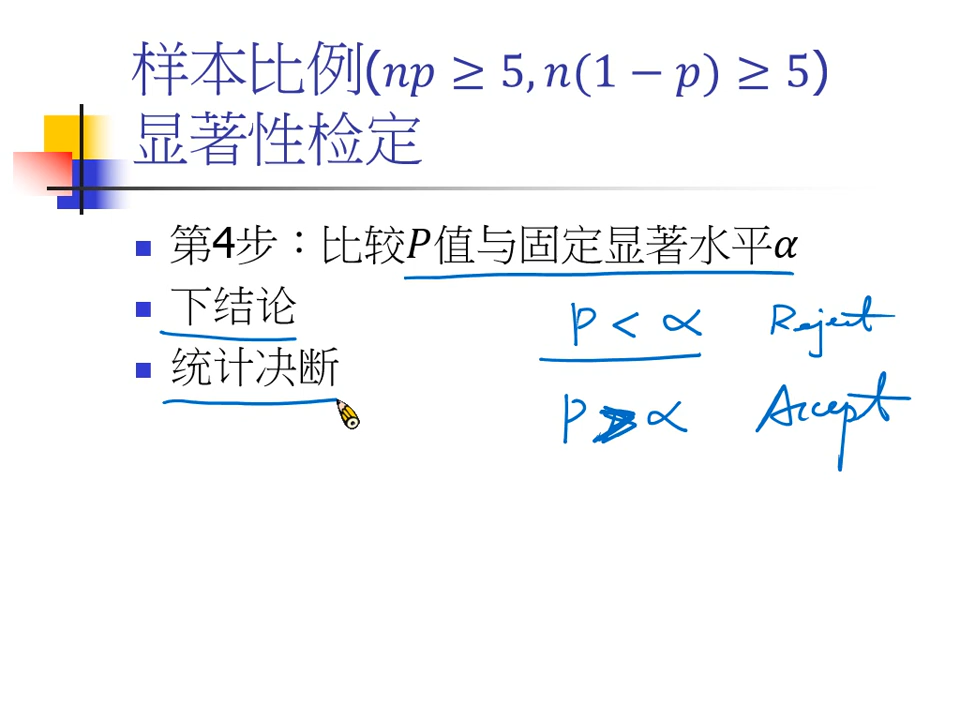 样本比例(np ≥ 5, n(1 − p) ≥ 5)
显著性检定
第4步：比较P值与固定显著水平α
下结论
P < α Reject
统计决断
P > α Accept